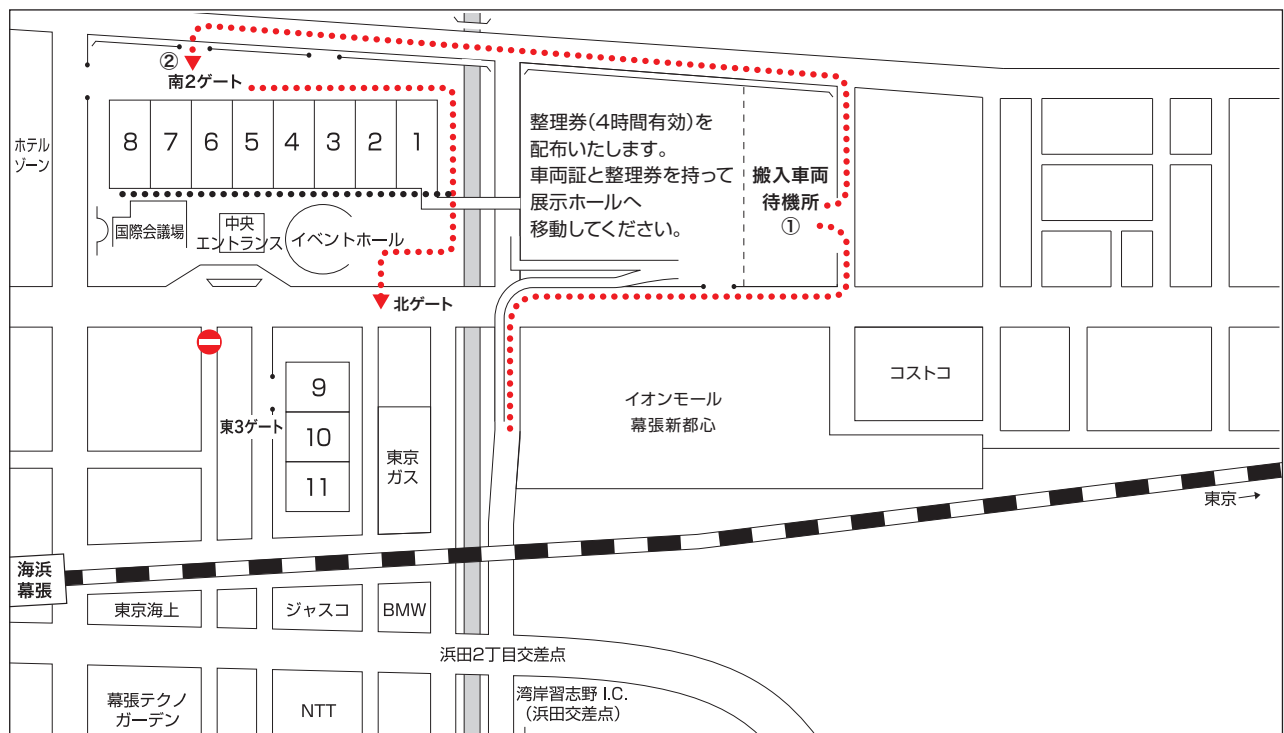 ②
南2ゲート
ホテル
ゾーン
8
7
6
5
4
3
2
1
整理券(4時間有効)を
配布いたします。
車両証と整理券を持って
展示ホールへ
移動してください。
搬入車両
待機所
①
国際会議場
中央
エントランス
イベントホール
北ゲート
9
10
11
東3ゲート
東京
ガス
イオンモール
幕張新都心
コストコ
東京→
海浜
幕張
東京海上
ジャスコ
BMW
浜田2丁目交差点
幕張テクノ
ガーデン
NTT
湾岸習志野 I.C.
(浜田交差点)